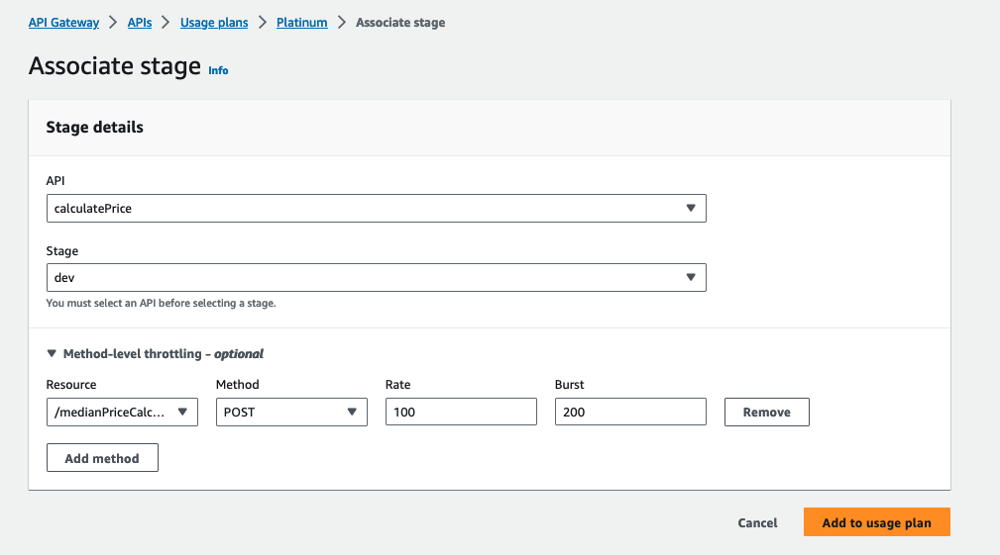 API Gateway > APIs > Usage plans > Platinum > Associate stage
Associate stage Info
Stage details
API
calculatePrice
Stage
dev
You must select an API before selecting a stage.
Method-level throttling – optional
Resource Method Rate Burst
/medianPriceCalc... POST 100 200 Remove
Add method
Cancel Add to usage plan